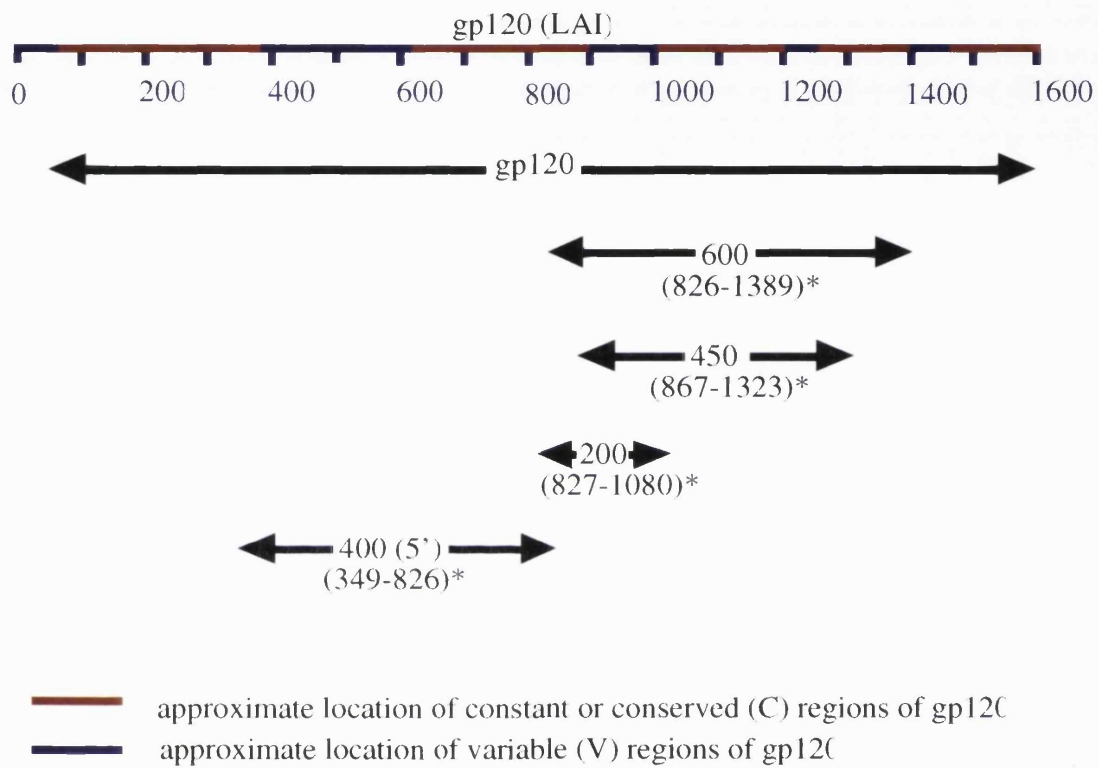 gp120 (LAI)
0 200 400 600 800 1000 1200 1400 1600
gp120
600
(826-1389)*
450
(867-1323)*
200
(827-1080)*
400 (5')
(349-826)*
approximate location of constant or conserved (C) regions of gp120
approximate location of variable (V) regions of gp120